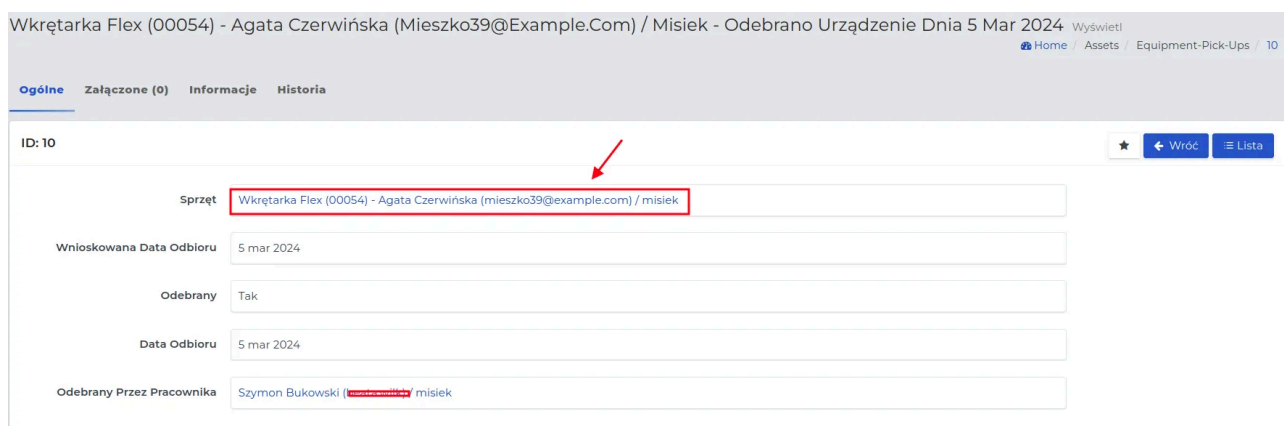 Wkrętarka Flex (00054) - Agata Czerwińska (Mieszko39@Example.Com) / Misiek - Odebrano Urządzenie Dnia 5 Mar 2024 Wyświetl
Home / Assets / Equipment-Pick-Ups / 10
Ogólne Załączone (0) Informacje Historia
ID: 10
Wróć Lista
Sprzęt Wkrętarka Flex (00054) - Agata Czerwińska (mieszko39@example.com) / misiek
Wnioskowana Data Odbioru 5 mar 2024
Odebrany Tak
Data Odbioru 5 mar 2024
Odebrany Przez Pracownika Szymon Bukowski ( / misiek